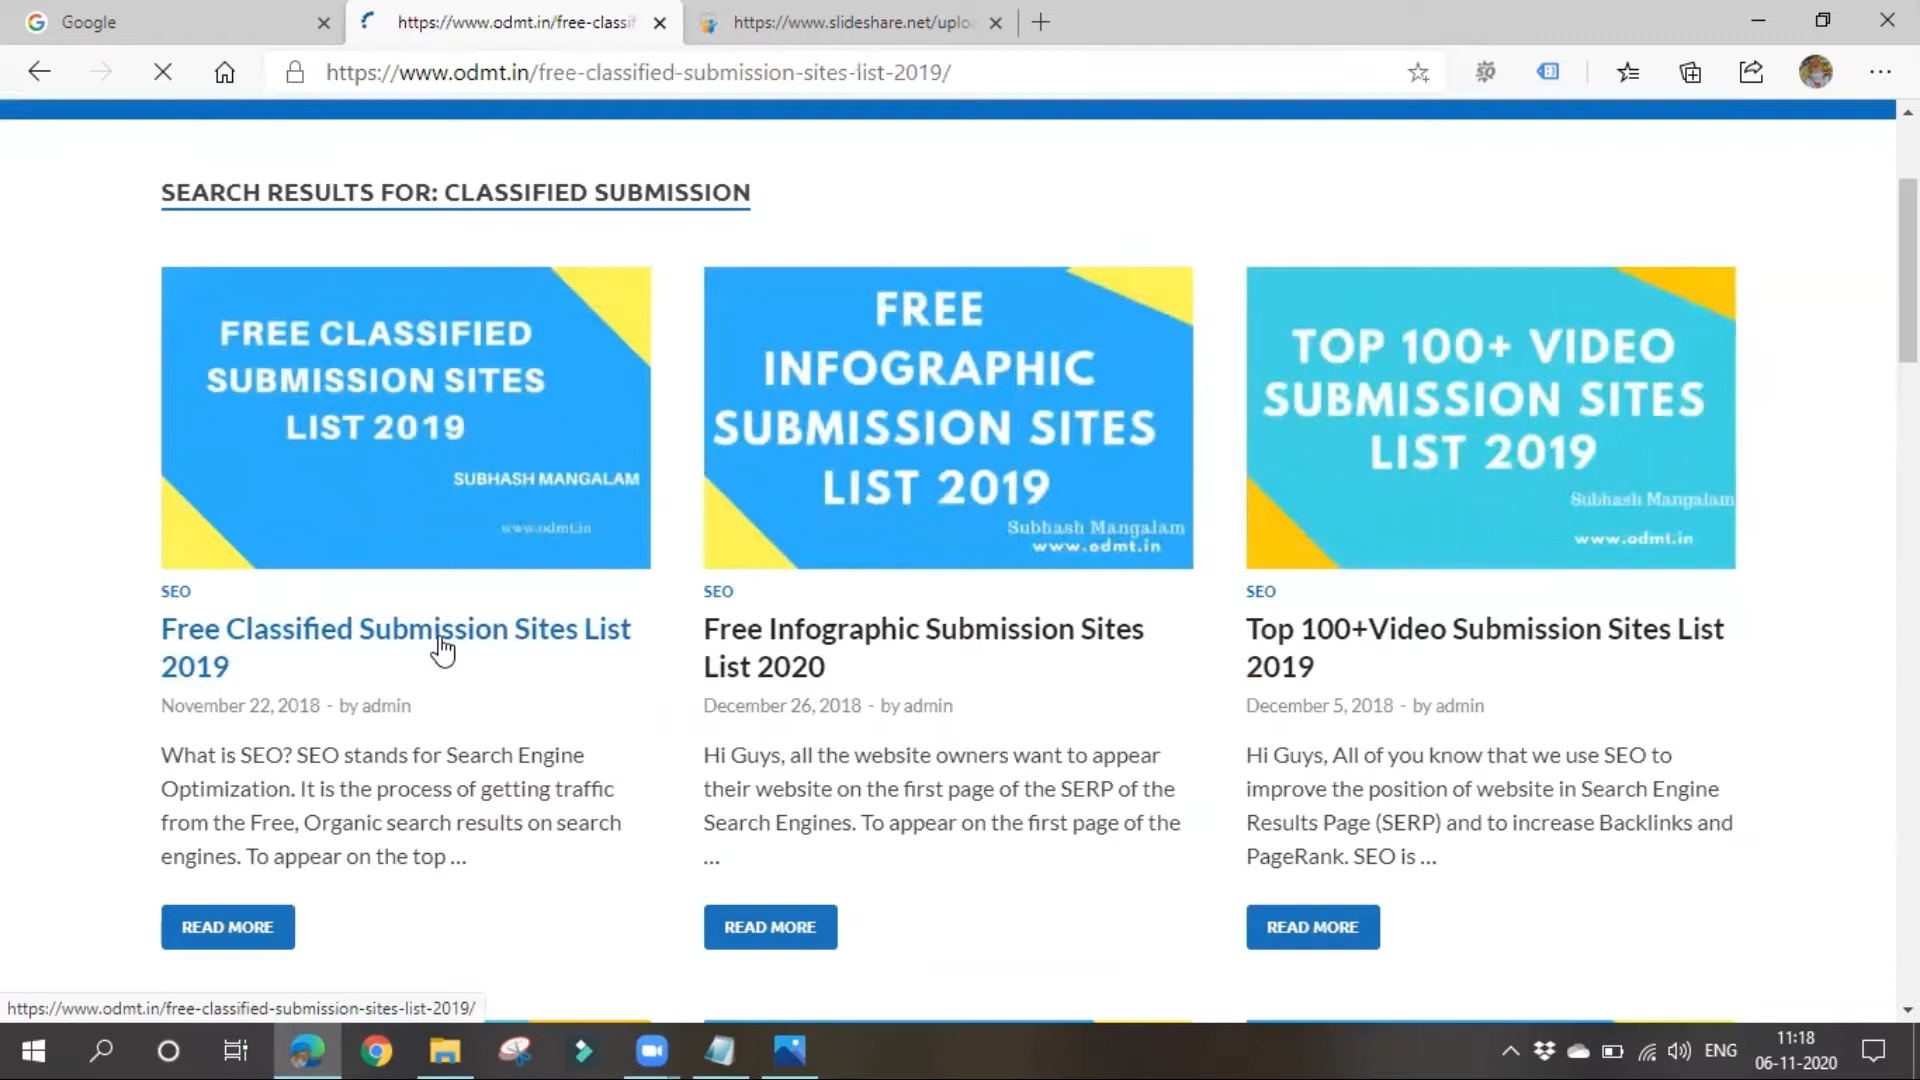 Google
https://www.odmt.in/free-classif
https://www.slideshare.net/uplo
https://www.odmt.in/free-classified-submission-sites-list-2019/
SEARCH RESULTS FOR: CLASSIFIED SUBMISSION
FREE CLASSIFIED
SUBMISSION SITES
LIST 2019
SUBHASH MANGALAM
www.odmt.in
FREE
INFOGRAPHIC
SUBMISSION SITES
LIST 2019
Subhash Mangalam
www.odmt.in
TOP 100+ VIDEO
SUBMISSION SITES
LIST 2019
Subhash Mangalam
www.odmt.in
SEO
Free Classified Submission Sites List
2019
November 22, 2018 - by admin
What is SEO? SEO stands for Search Engine
Optimization. It is the process of getting traffic
from the Free, Organic search results on search
engines. To appear on the top ...
READ MORE
SEO
Free Infographic Submission Sites
List 2020
December 26, 2018 - by admin
Hi Guys, all the website owners want to appear
their website on the first page of the SERP of the
Search Engines. To appear on the first page of the
...
READ MORE
SEO
Top 100+Video Submission Sites List
2019
December 5, 2018 - by admin
Hi Guys, All of you know that we use SEO to
improve the position of website in Search Engine
Results Page (SERP) and to increase Backlinks and
PageRank. SEO is ...
READ MORE
https://www.odmt.in/free-classified-submission-sites-list-2019/
ENG
11:18
06-11-2020